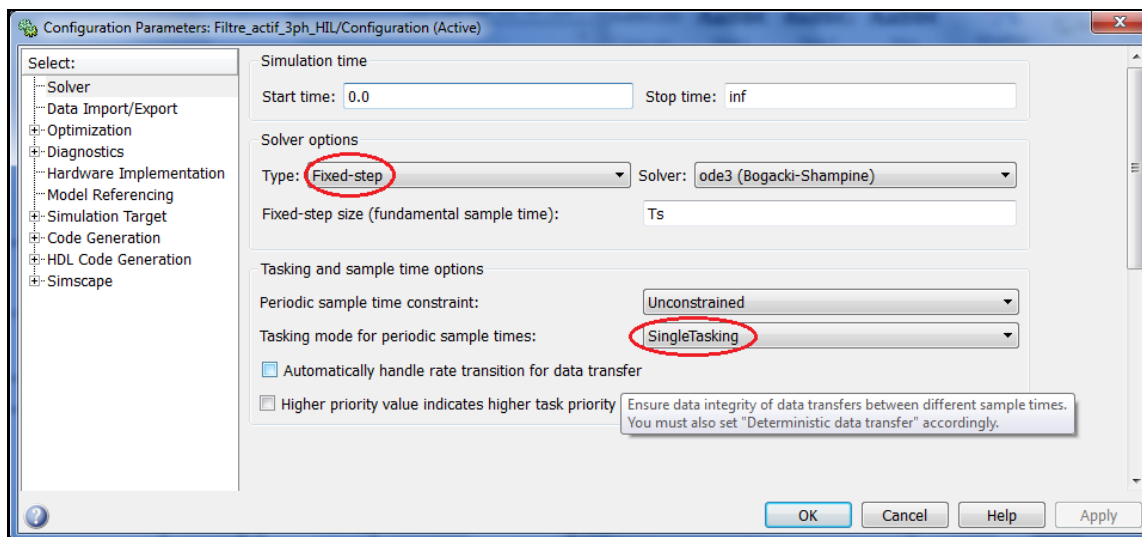 Configuration Parameters: Filtre_actif_3ph_HIL/Configuration (Active)
Select:
Solver
Data Import/Export
Optimization
Diagnostics
Hardware Implementation
Model Referencing
Simulation Target
Code Generation
HDL Code Generation
Simscape
Simulation time
Start time: 0.0 Stop time: inf
Solver options
Type: Fixed-step Solver: ode3 (Bogacki-Shampine)
Fixed-step size (fundamental sample time): Ts
Tasking and sample time options
Periodic sample time constraint: Unconstrained
Tasking mode for periodic sample times: SingleTasking
Automatically handle rate transition for data transfer
Higher priority value indicates higher task priority
Ensure data integrity of data transfers between different sample times.
You must also set "Deterministic data transfer" accordingly.
OK Cancel Help Apply